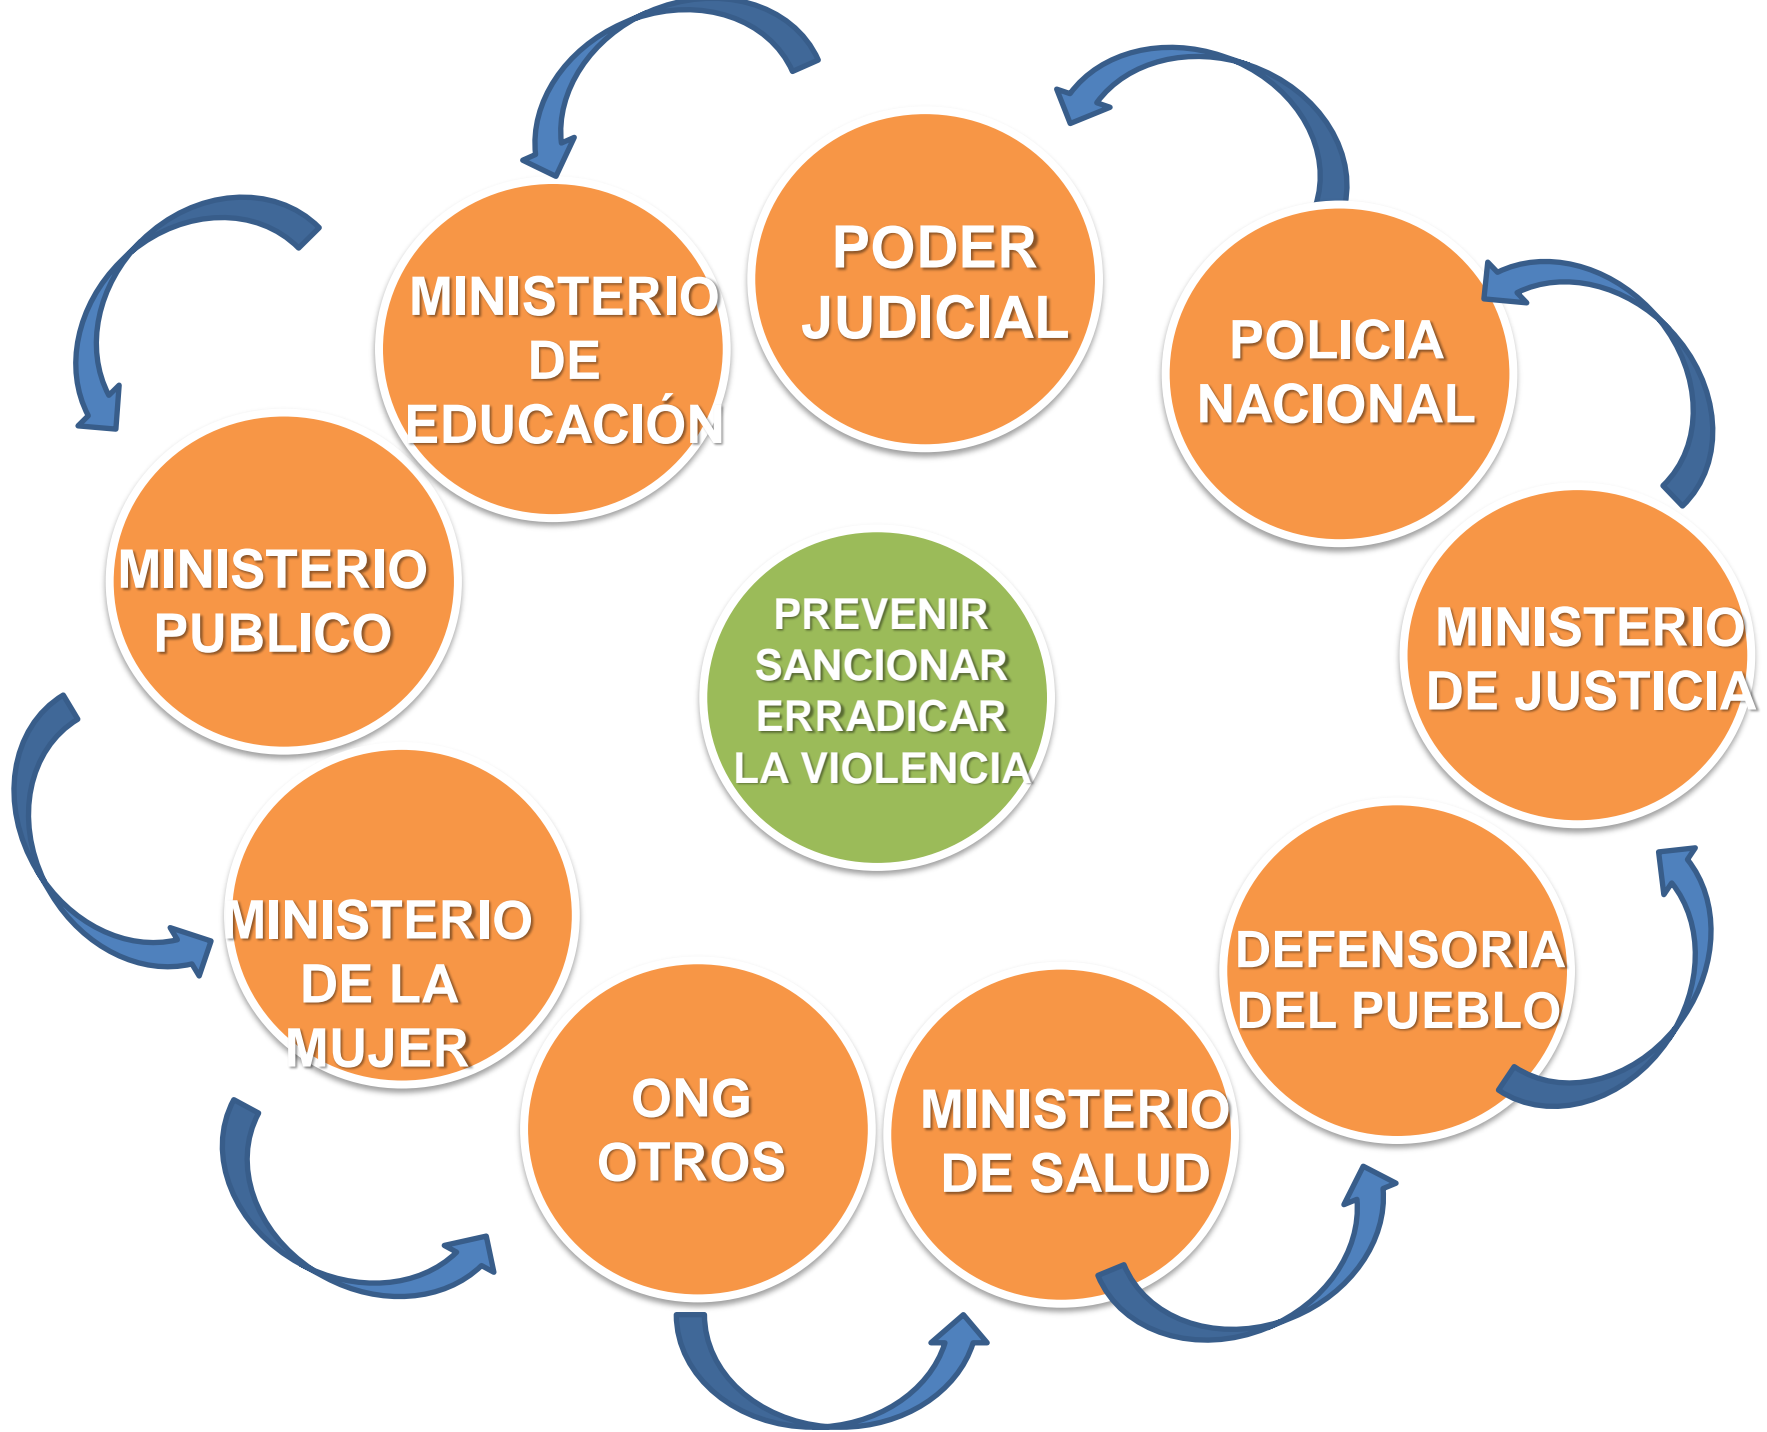 PODER
JUDICIAL
MINISTERIO
DE
EDUCACIÓN
POLICIA
NACIONAL
MINISTERIO
PUBLICO
PREVENIR
SANCIONAR
ERRADICAR
LA VIOLENCIA
MINISTERIO
DE JUSTICIA
MINISTERIO
DE LA
MUJER
DEFENSORIA
DEL PUEBLO
ONG
OTROS
MINISTERIO
DE SALUD